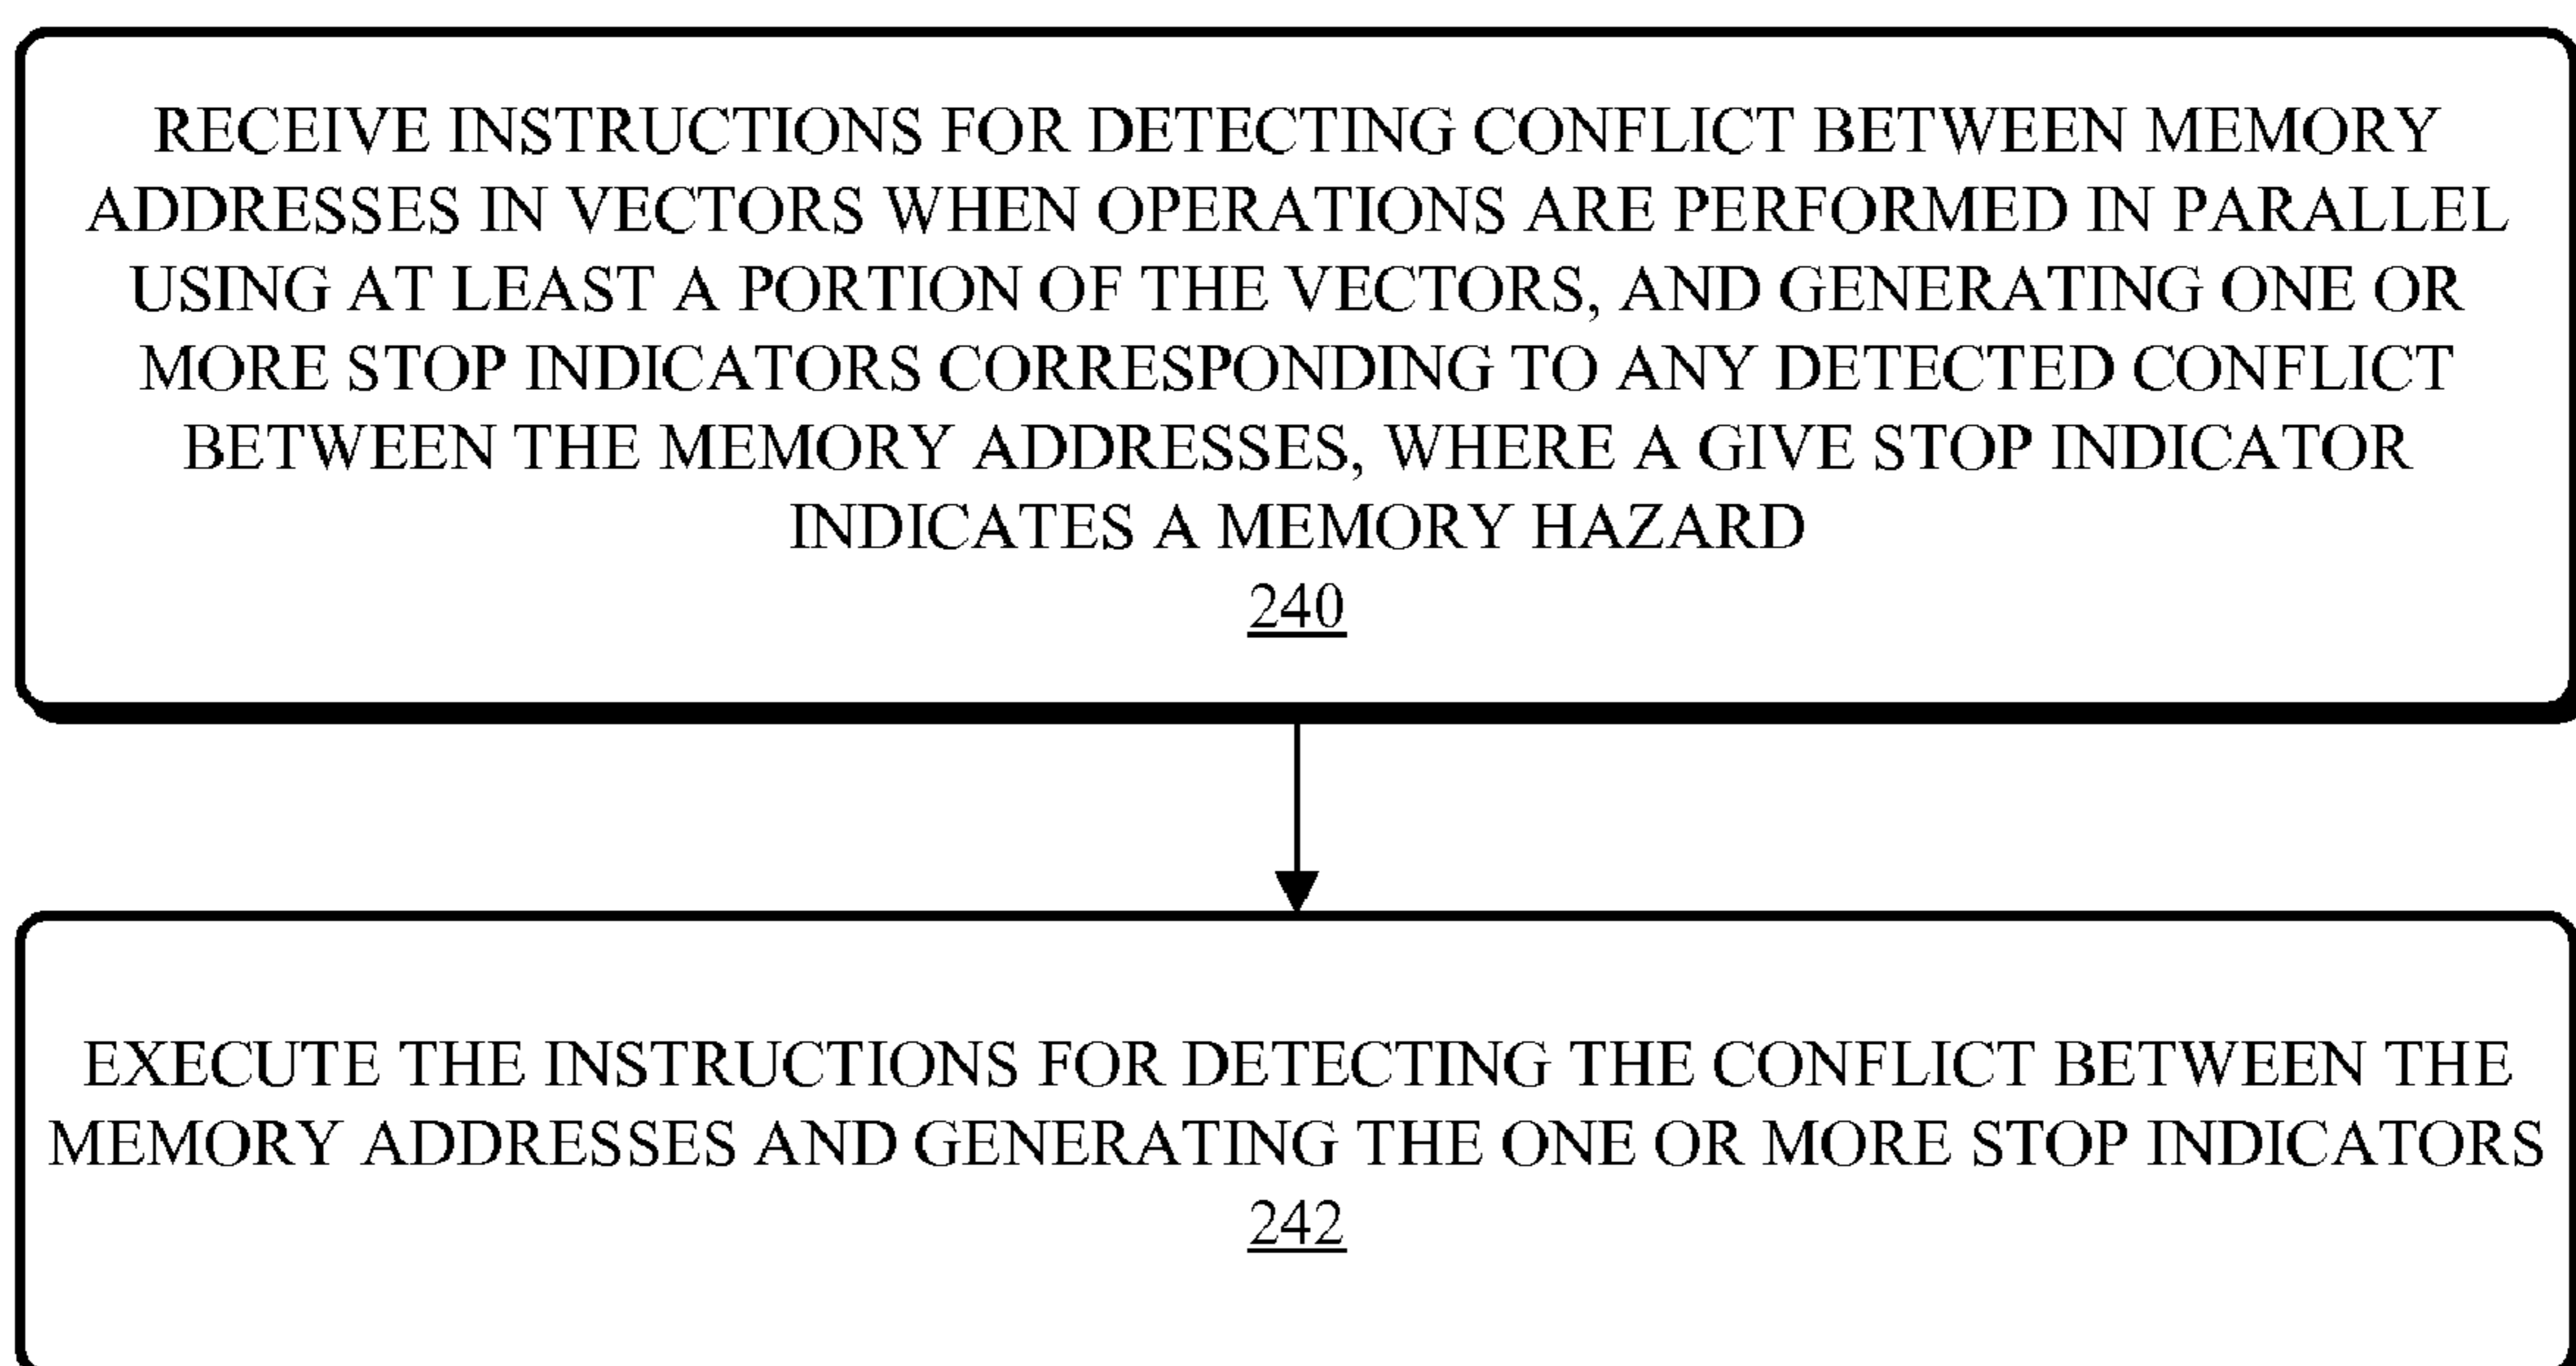 RECEIVE INSTRUCTIONS FOR DETECTING CONFLICT BETWEEN MEMORY
ADDRESSES IN VECTORS WHEN OPERATIONS ARE PERFORMED IN PARALLEL
USING AT LEAST A PORTION OF THE VECTORS, AND GENERATING ONE OR
MORE STOP INDICATORS CORRESPONDING TO ANY DETECTED CONFLICT
BETWEEN THE MEMORY ADDRESSES, WHERE A GIVE STOP INDICATOR
INDICATES A MEMORY HAZARD
240
EXECUTE THE INSTRUCTIONS FOR DETECTING THE CONFLICT BETWEEN THE
MEMORY ADDRESSES AND GENERATING THE ONE OR MORE STOP INDICATORS
242